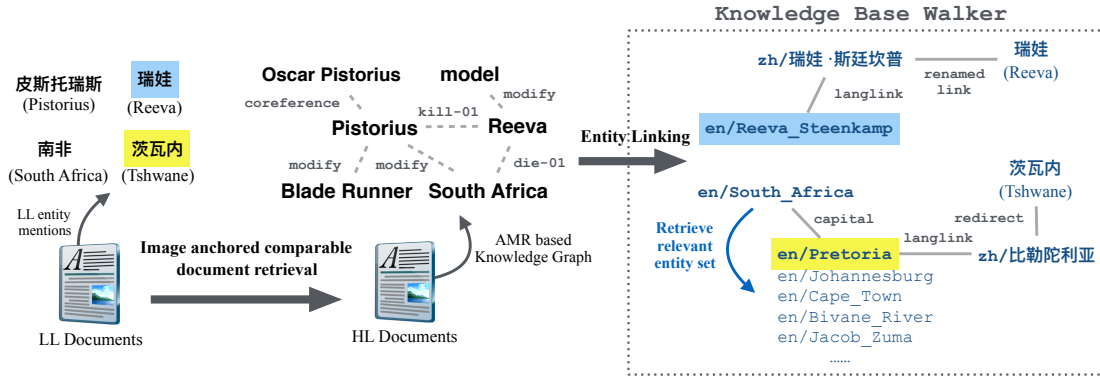 Knowledge Base Walker
皮斯托瑞斯
(Pistorius)
瑞娃
(Reeva)
南非
(South Africa)
茨瓦内
(Tshwane)
LL entity
mentions
A
LL Documents
Image anchored comparable
document retrieval
Oscar Pistorius
model
coreference
modify
kill-01
Pistorius
Reeva
modify
modify
die-01
Blade Runner
South Africa
AMR based
Knowledge Graph
A
HL Documents
Entity Linking
zh/瑞娃·斯廷坎普
瑞娃
(Reeva)
renamed
link
langlink
en/Reeva_Steenkamp
茨瓦内
(Tshwane)
en/South_Africa
capital
redirect
Retrieve
relevant
entity set
langlink
en/Pretoria
zh/比勒陀利亚
en/Johannesburg
en/Cape_Town
en/Bivane_River
en/Jacob_Zuma
......